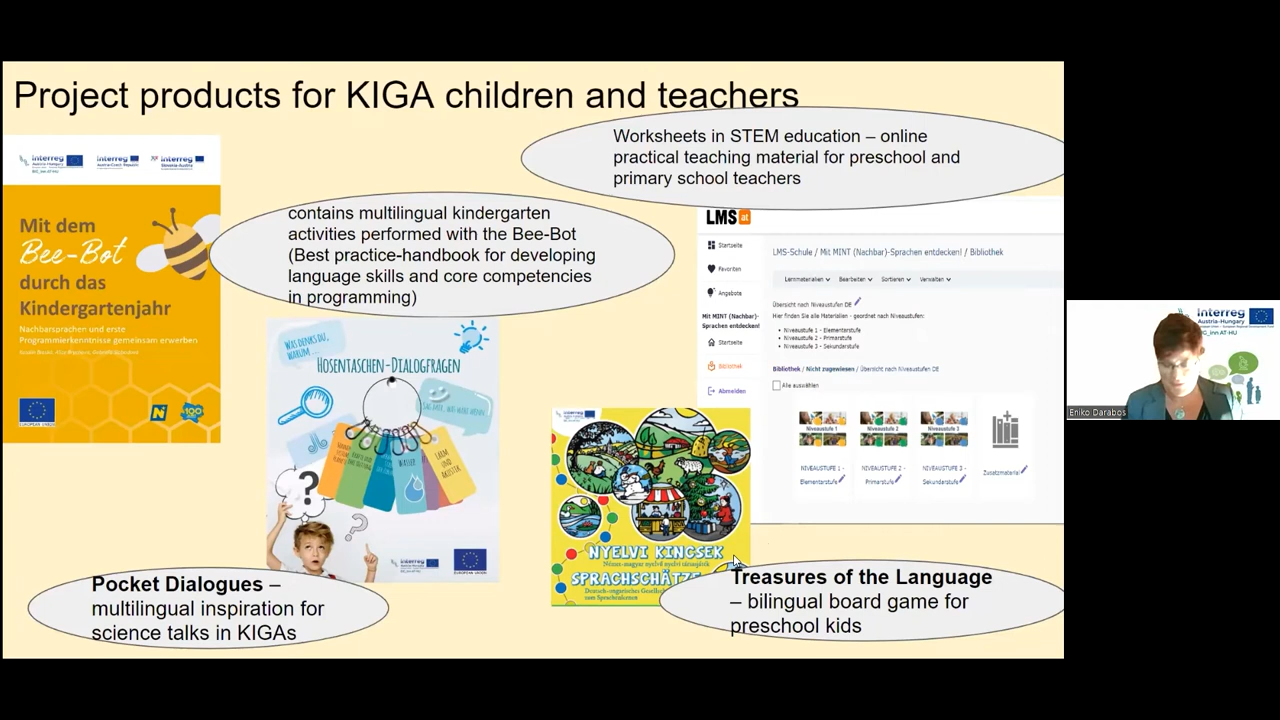 Project products for KIGA children and teachers
Worksheets in STEM education – online
practical teaching material for preschool and
primary school teachers
Interreg
Interreg
Interreg
Mit dem
Bee-Bot
durch das
Kindergartenjahr
Nachbarsprachen und erste
Programmierkenntnisse gemeinsam erwerben
EUROPEAN UNION
contains multilingual kindergarten
activities performed with the Bee-Bot
(Best practice-handbook for developing
language skills and core competencies
in programming)
LMS at
Startseite
Favoriten
Angebote
Mit MINT (Nachbar)-
Sprachen entdecken!
Startseite
Bibliothek
Abmelden
LMS-Schule / Mit MINT (Nachbar)-Sprachen entdecken! / Bibliothek
Lernmaterialien
Bearbeiten
Sortieren
Verwalten
Übersicht nach Niveaustufen DE
Hier finden Sie alle Materialien - geordnet nach Niveaustufen:
Niveaustufe 1 - Elementarstufe
Niveaustufe 2 - Primarstufe
Niveaustufe 3 - Sekundarstufe
Bibliothek / Nicht zugewiesen / Übersicht nach Niveaustufen DE
Alle auswählen
Niveaustufe 1
Niveaustufe 2
Niveaustufe 3
NIVEAUSTUFE 1 -
Elementarstufe
NIVEAUSTUFE 2 -
Primarstufe
NIVEAUSTUFE 3 -
Sekundarstufe
Zusatzmaterial
WAS DENKST DU,
WARUM...
HOSENTASCHEN-DIALOGFRAGEN
WASSER
Interreg
EUROPEAN UNION
NYELVI KINCSEK
SPRACHSCHÄTZE
Pocket Dialogues –
multilingual inspiration for
science talks in KIGAs
Treasures of the Language
– bilingual board game for
preschool kids
Interreg
Austria-Hungary
Eniko Darabos